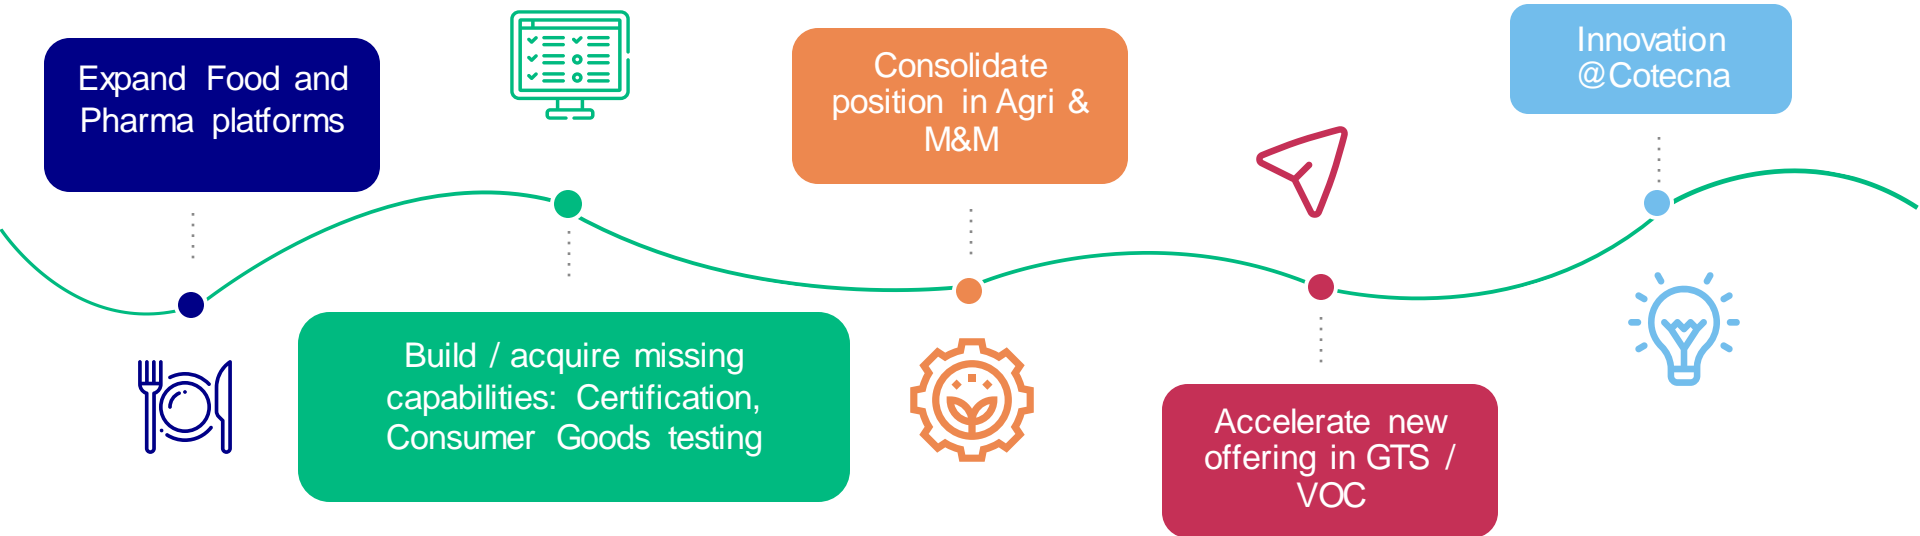 Expand Food and
Pharma platforms
Build / acquire missing
capabilities: Certification,
Consumer Goods testing
Consolidate
position in Agri &
M&M
Accelerate new
offering in GTS /
VOC
Innovation
@Cotecna